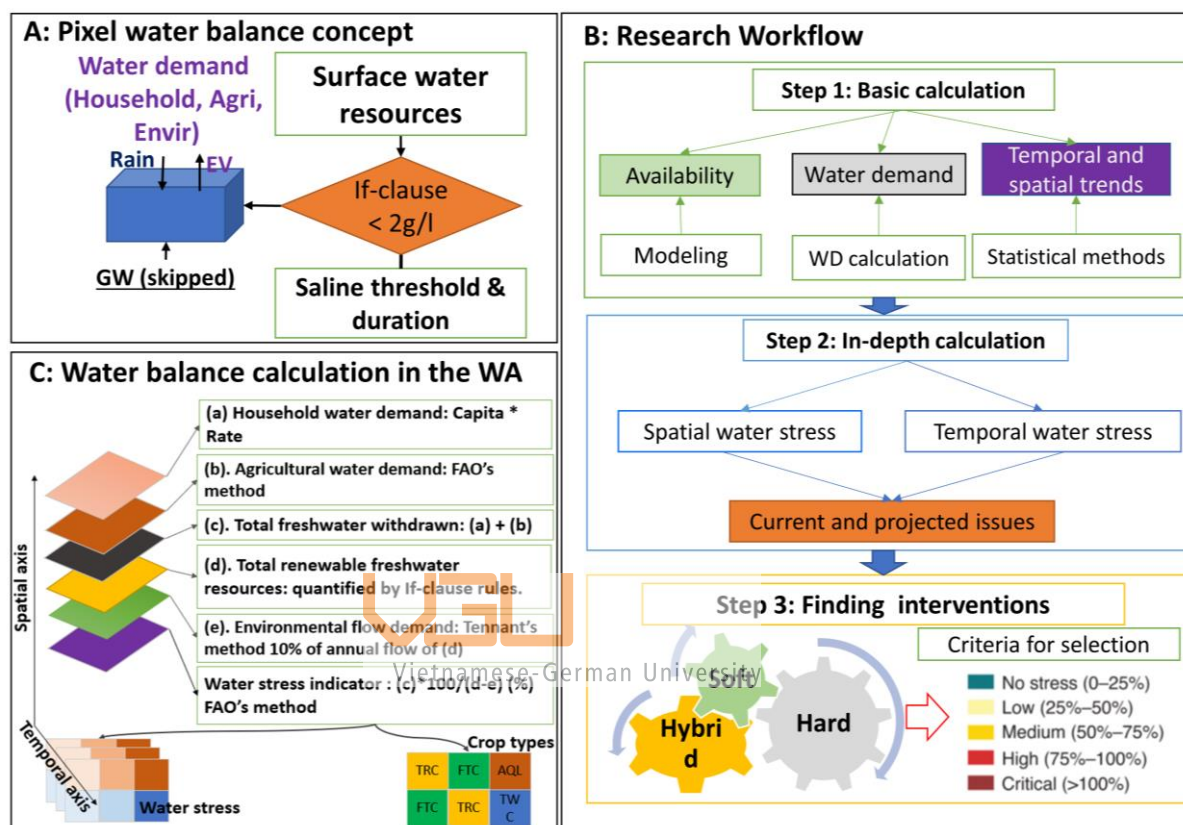 A: Pixel water balance concept
Water demand
(Household, Agri,
Envir)
Rain
EV
GW (skipped)
Surface water
resources
If-clause
< 2g/l
Saline threshold &
duration
B: Research Workflow
Step 1: Basic calculation
Availability
Water demand
Temporal and
spatial trends
Modeling
WD calculation
Statistical methods
Step 2: In-depth calculation
Spatial water stress
Temporal water stress
Current and projected issues
Step 3: Finding interventions
Criteria for selection
Soft
Hybri
d
Hard
No stress (0–25%)
Low (25%–50%)
Medium (50%–75%)
High (75%–100%)
Critical (>100%)
C: Water balance calculation in the WA
Spatial axis
(a) Household water demand: Capita *
Rate
(b). Agricultural water demand: FAO's
method
(c). Total freshwater withdrawn: (a) + (b)
(d). Total renewable freshwater
resources: quantified by If-clause rules.
(e). Environmental flow demand: Tennant's
method 10% of annual flow of (d)
Water stress indicator : (c)*100/(d-e) (%)
FAO's method
Temporal axis
Water stress
Crop types
TRC
FTC
AQL
FTC
TRC
TW
C
VGU
Vietnamese-German University